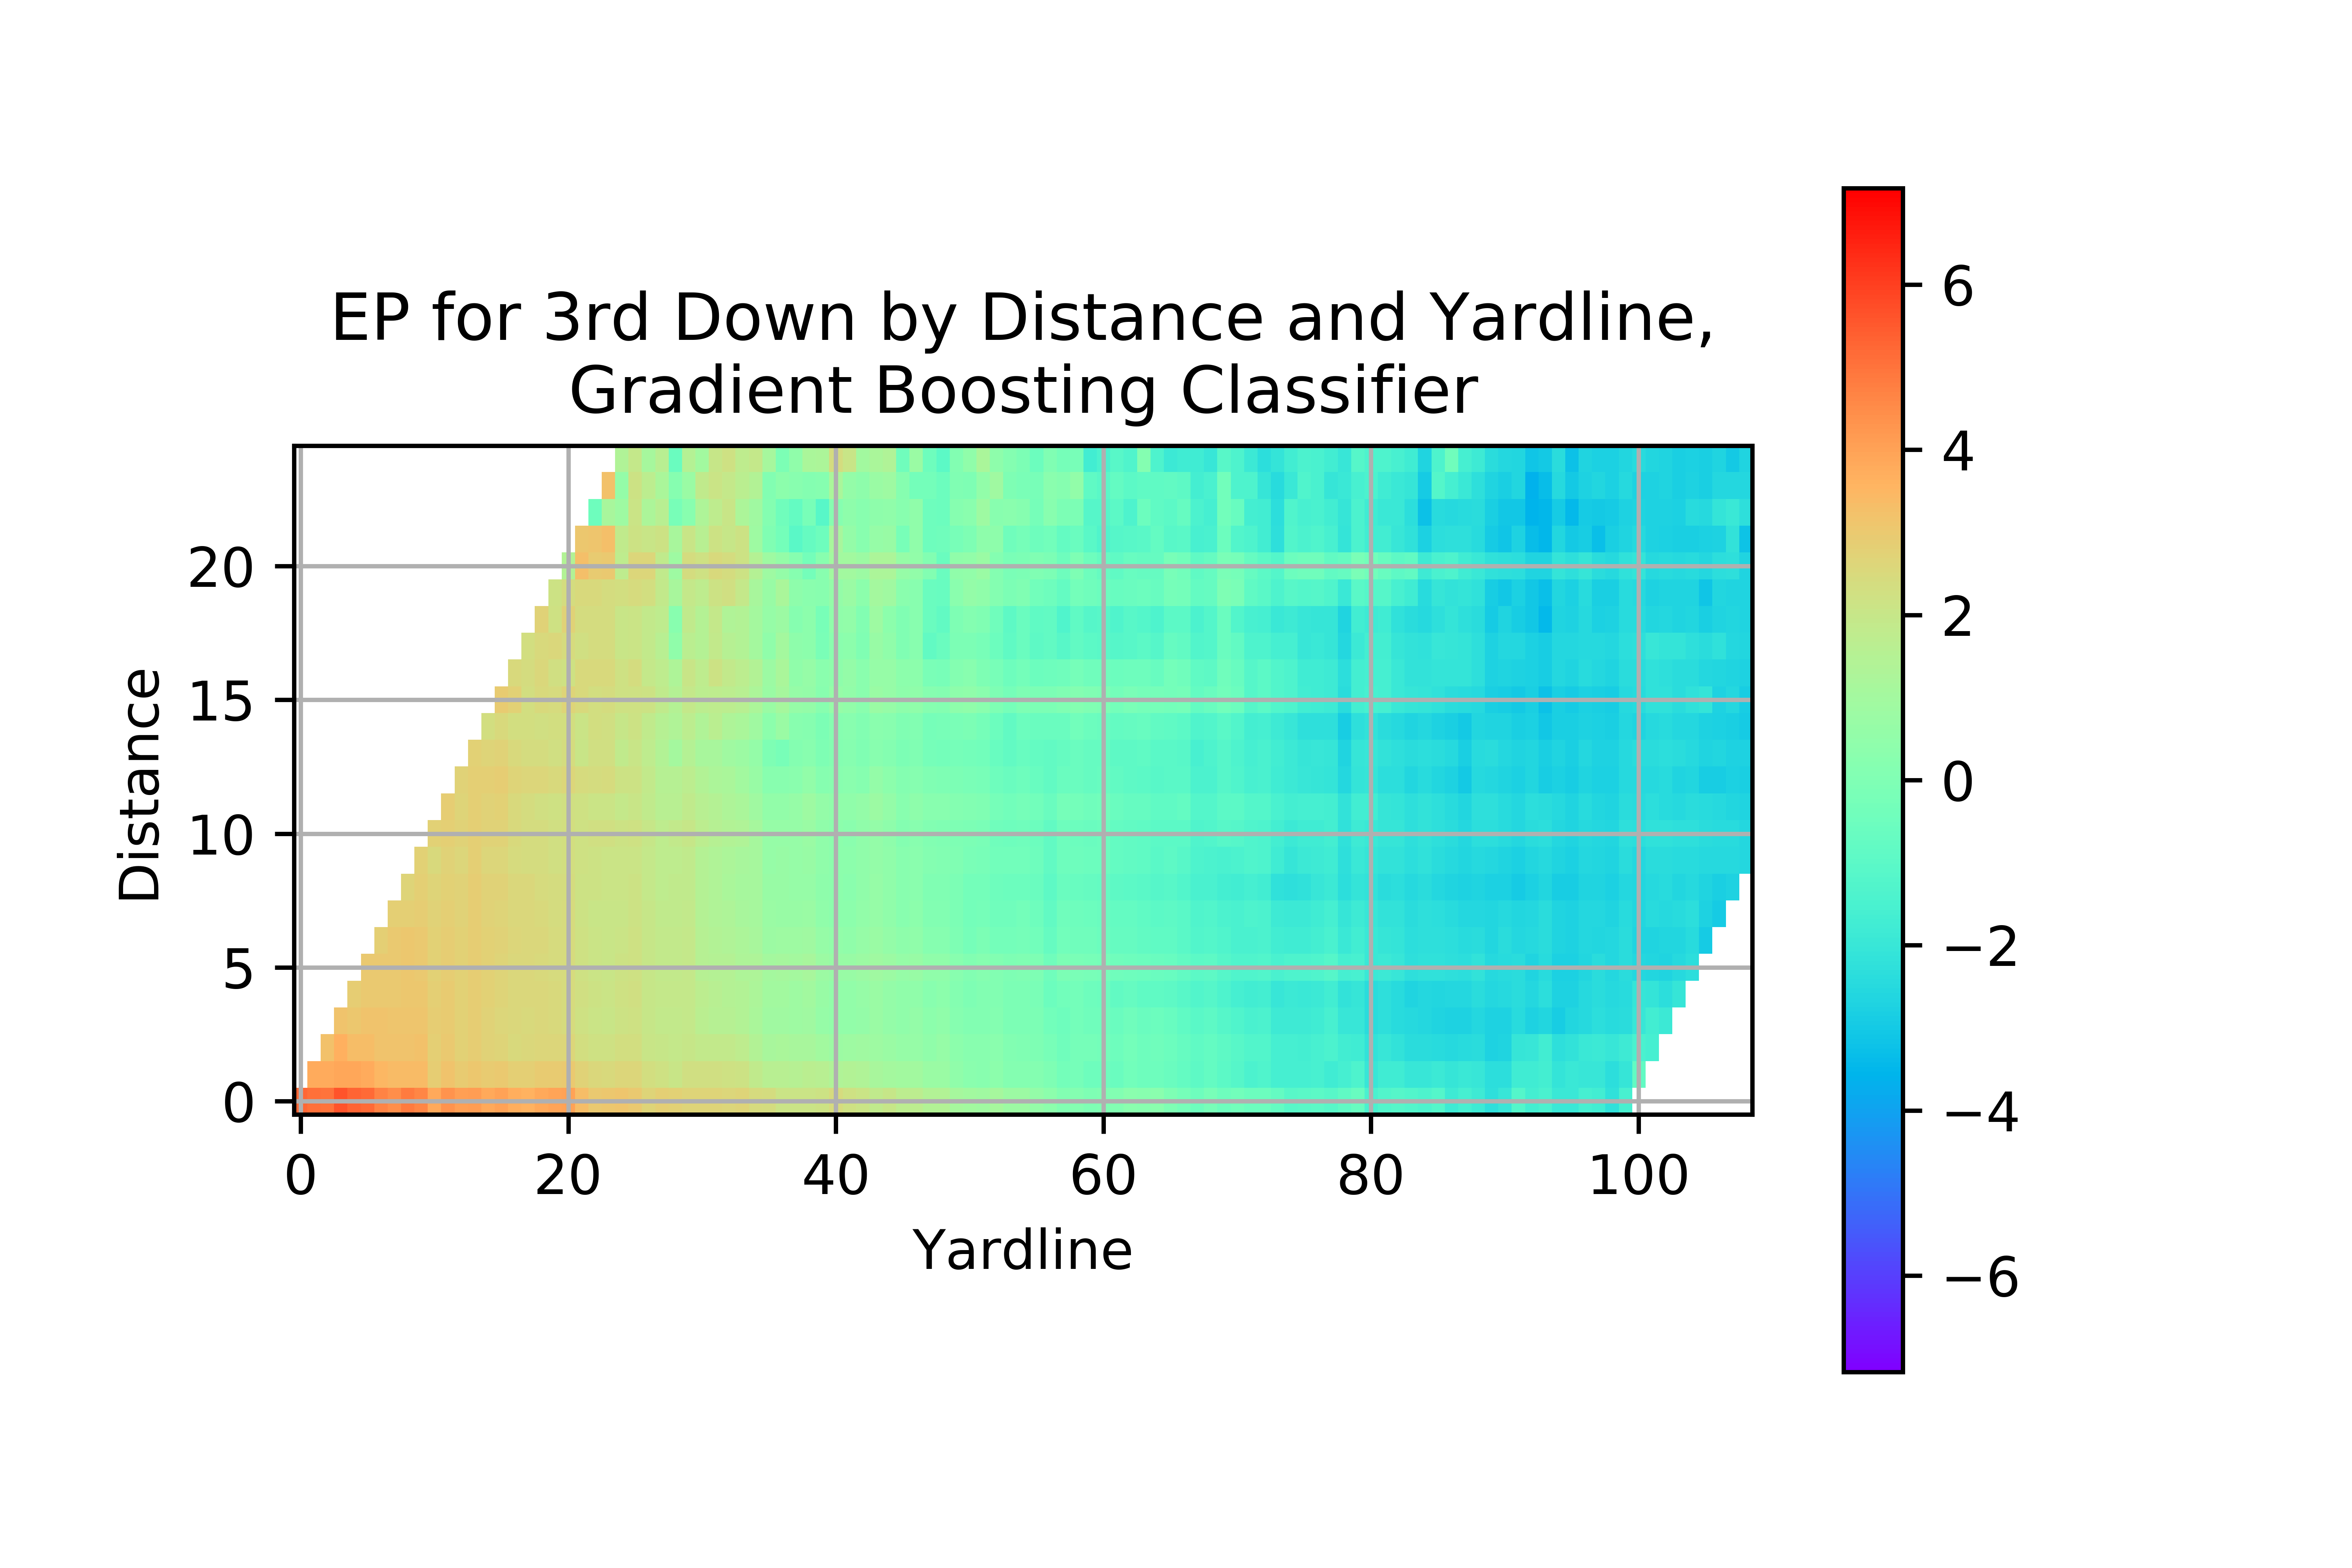 EP for 3rd Down by Distance and Yardline,
Gradient Boosting Classifier
Distance
20
15
10
5
0
0 20 40 60 80 100
Yardline
6
4
2
0
−2
−4
−6